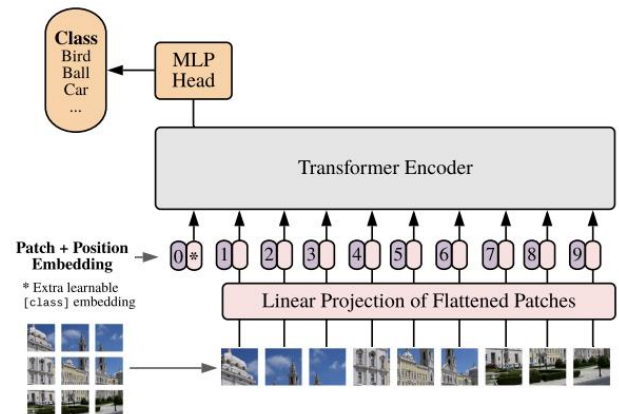 Class
Bird
Ball
Car
...
MLP
Head
Transformer Encoder
Patch + Position
Embedding
0 * 1 2 3 4 5 6 7 8 9
* Extra learnable
[class] embedding
Linear Projection of Flattened Patches